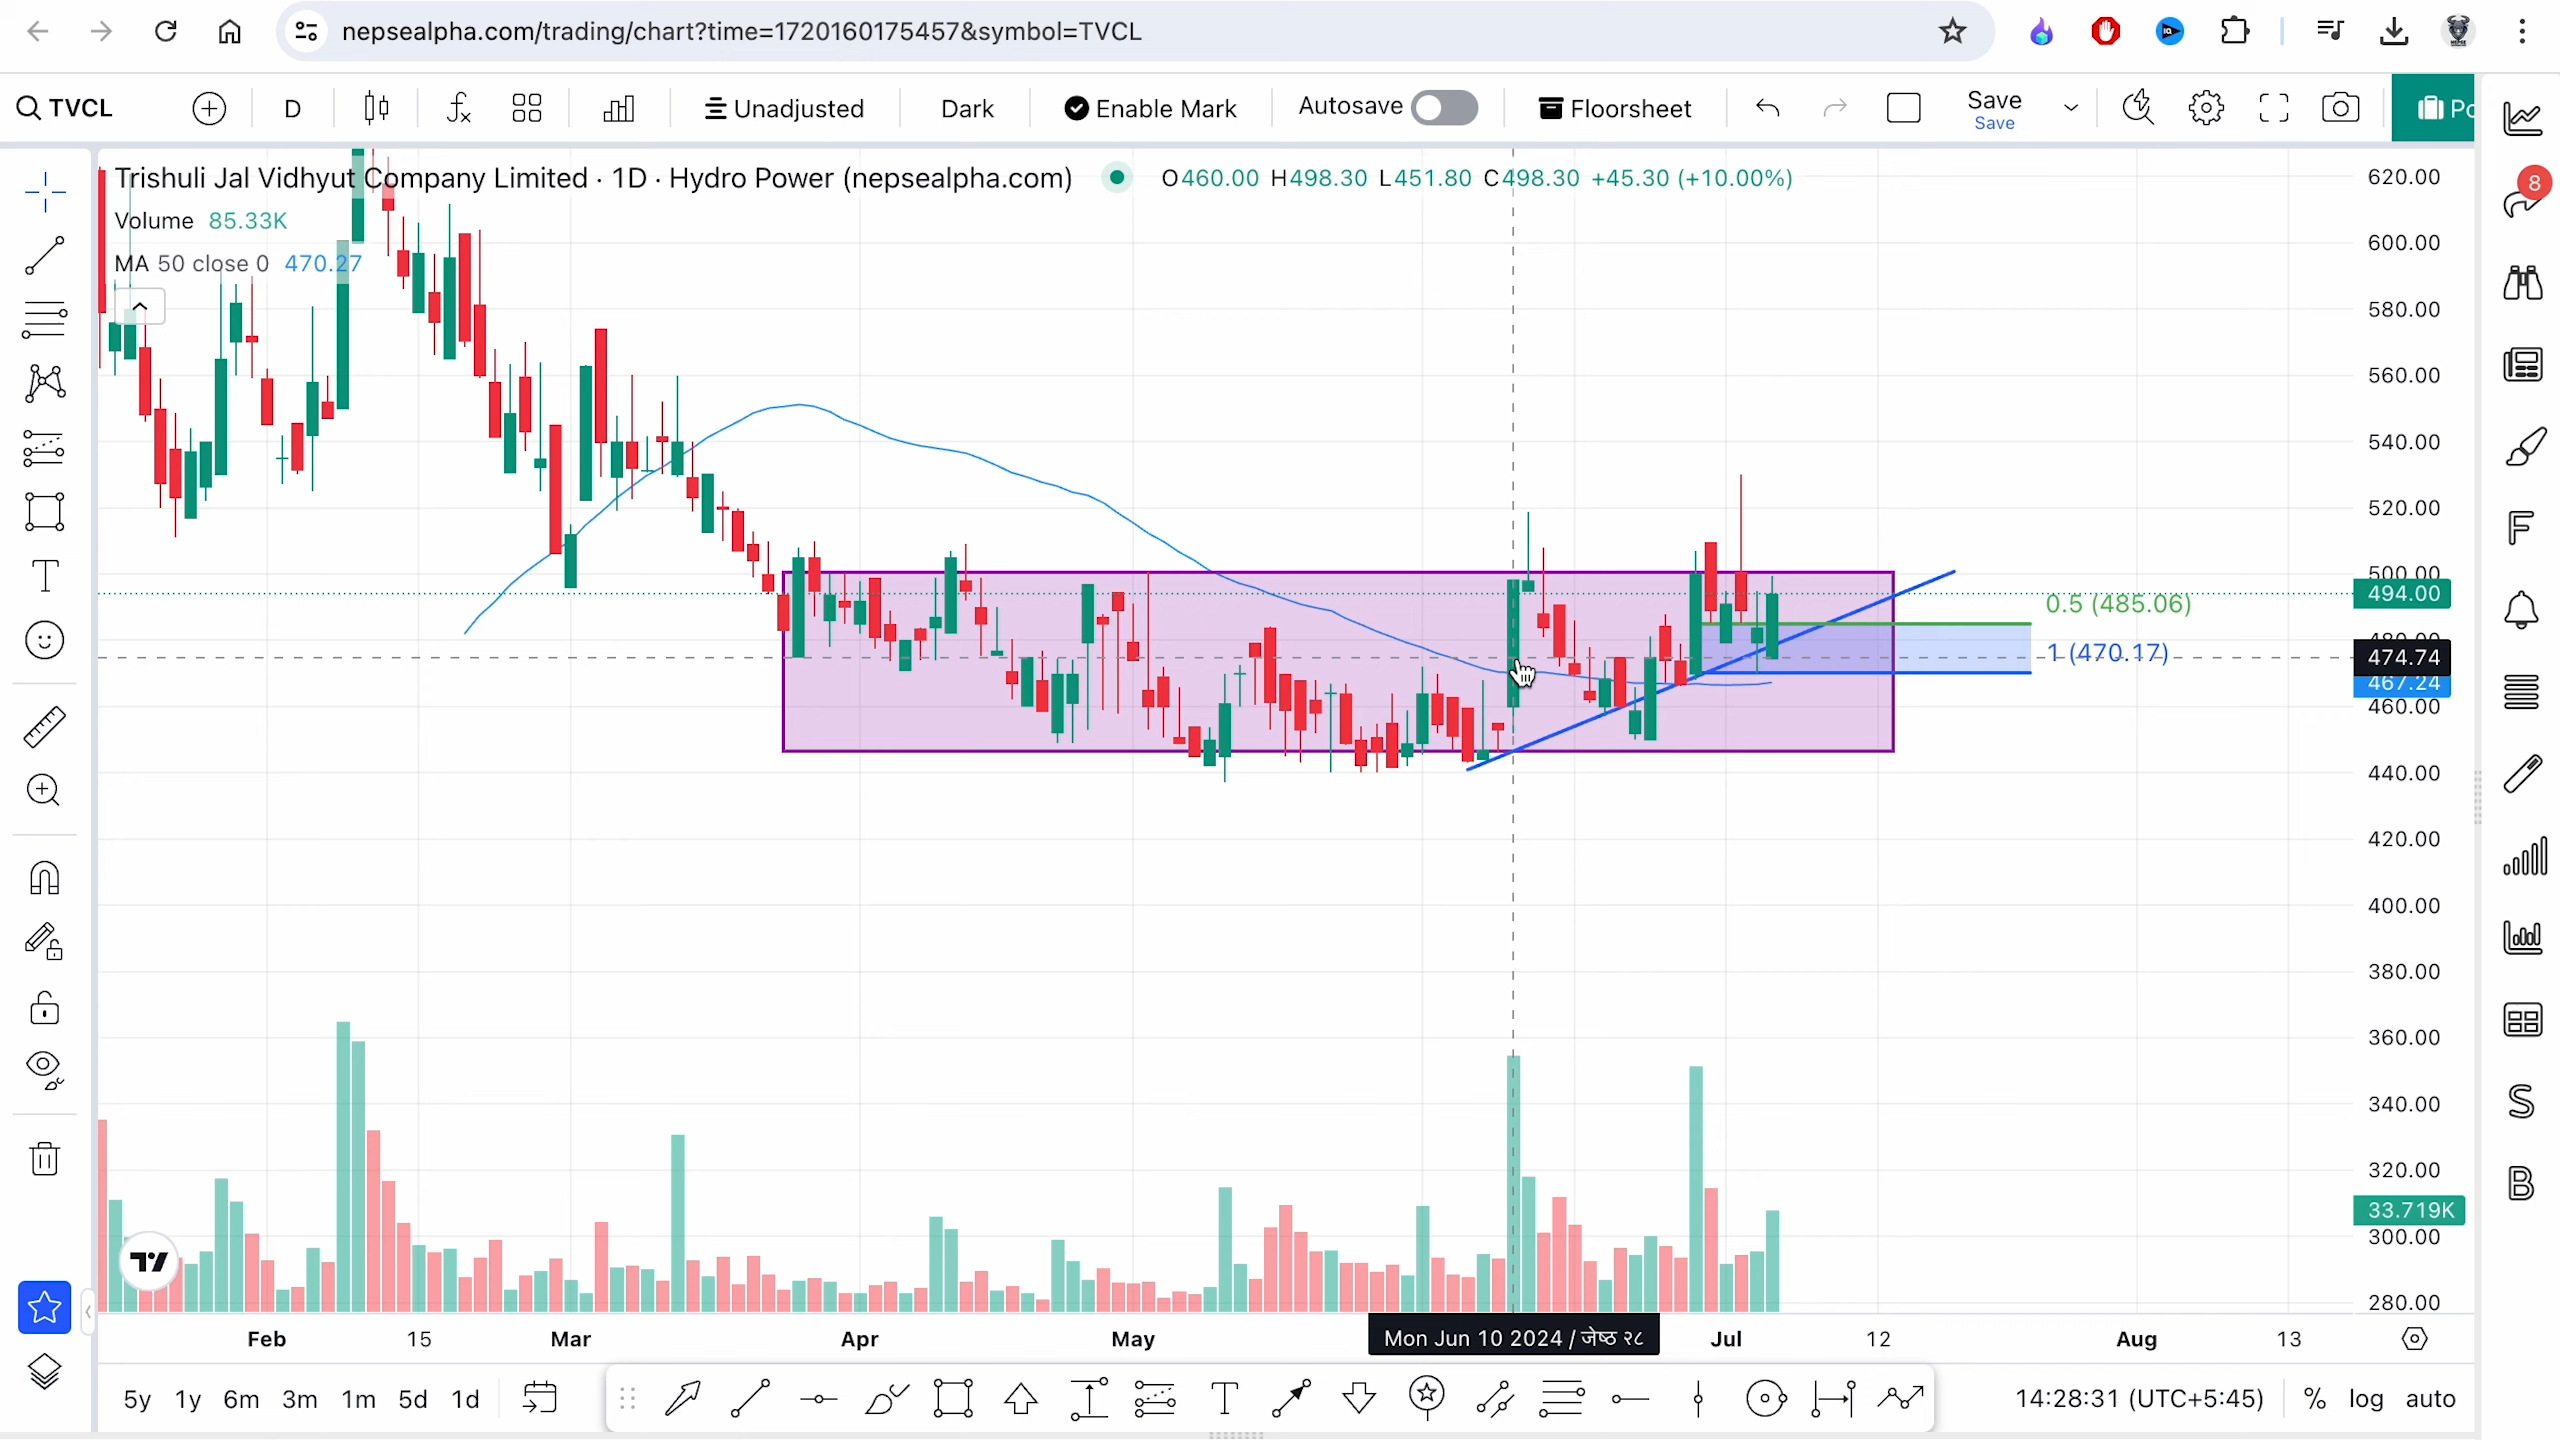 nepsealpha.com/trading/chart?time=1720160175457&symbol=TVCL
TVCL D Unadjusted Dark Enable Mark Autosave Floorsheet Save Po
Save
Trishuli Jal Vidhyut Company Limited · 1D · Hydro Power (nepsealpha.com) O460.00 H498.30 L451.80 C498.30 +45.30 (+10.00%)
Volume 85.33K
MA 50 close 0 470.27
8
620.00
600.00
580.00
560.00
540.00
520.00
500.00
494.00
0.5 (485.06)
480.00
1 (470.17)
474.74
467.24
460.00
440.00
420.00
400.00
380.00
360.00
340.00
320.00
33.719K
300.00
280.00
Feb 15 Mar Apr May Mon Jun 10 2024 / जेष्ठ २८ Jul 12 Aug 13
5y 1y 6m 3m 1m 5d 1d T 14:28:31 (UTC+5:45) % log auto
T
F
S
B